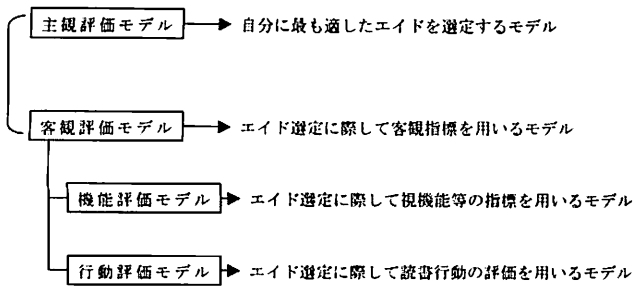 主観評価モデル 自分に最も適したエイドを選定するモデル
客観評価モデル エイド選定に際して客観指標を用いるモデル
機能評価モデル エイド選定に際して視機能等の指標を用いるモデル
行動評価モデル エイド選定に際して読書行動の評価を用いるモデル